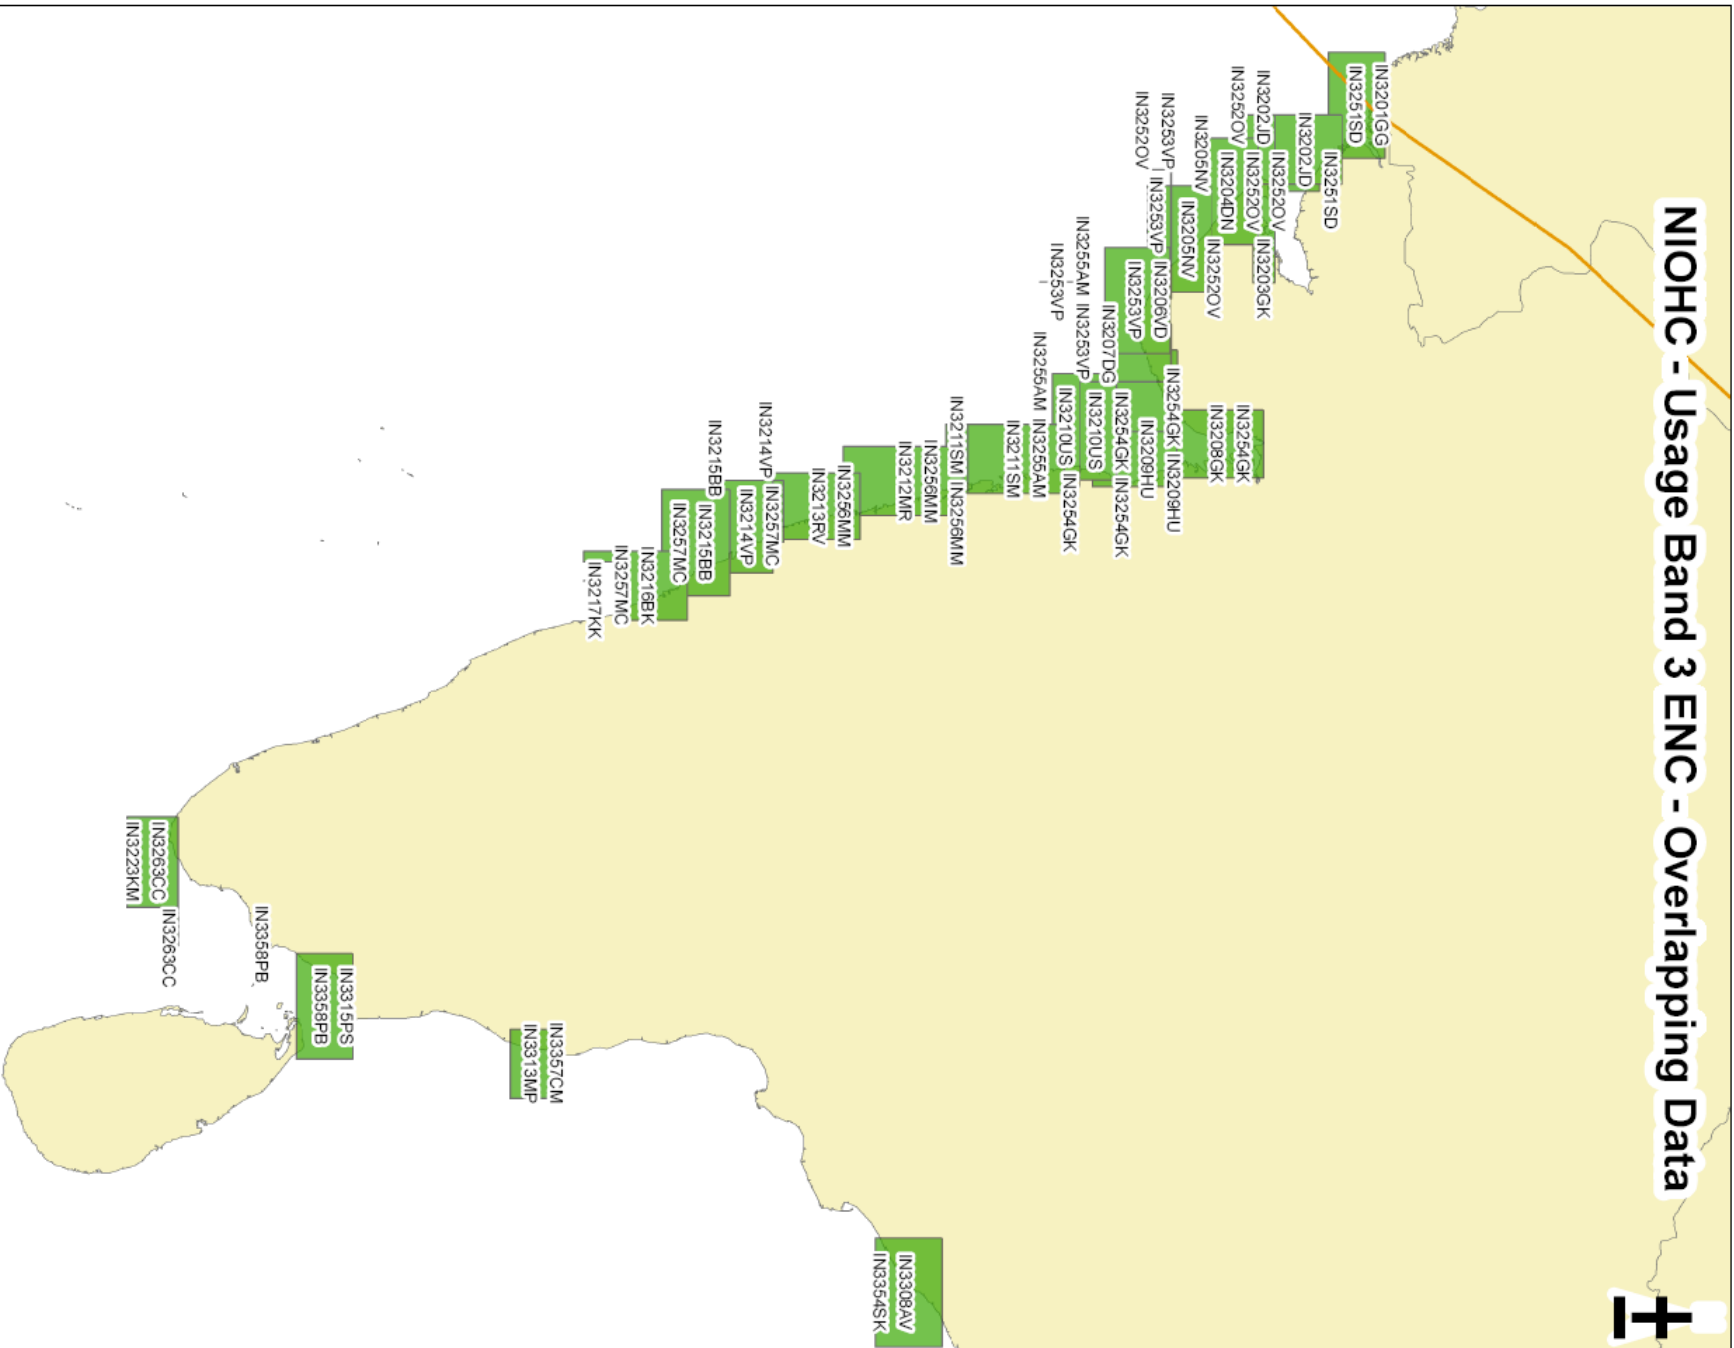 NIOHC - Usage Band 3 ENC - Overlapping Data
IN3201GG
IN3251SD
IN3251SD
IN3202JD
IN3202JD
IN3252OV
IN3252OV
IN3252OV
IN3203GK
IN3204DN
IN3205NV
IN3252OV
IN3205NV
IN3253VP
IN3252OV
IN3253VP
IN3206VD
IN3253VP
IN3254GK
IN3208GK
IN3254GK
IN3209HU
IN3209HU
IN3207DG
IN3254GK
IN3254GK
IN3255AM
IN3253VP
IN3253VP
IN3210US
IN3210US
IN3254GK
IN3255AM
IN3255AM
IN3211SM
IN3211SM
IN3256MM
IN3256MM
IN3212MR
IN3256MM
IN3213RV
IN3214VP
IN3257MC
IN3214VP
IN3215BB
IN3215BB
IN3257MC
IN3216BK
IN3257MC
IN3217KK
IN3263CC
IN3223KM
IN3263CC
IN3358PB
IN3315PS
IN3358PB
IN3357CM
IN3313MP
IN3308AV
IN3354SK